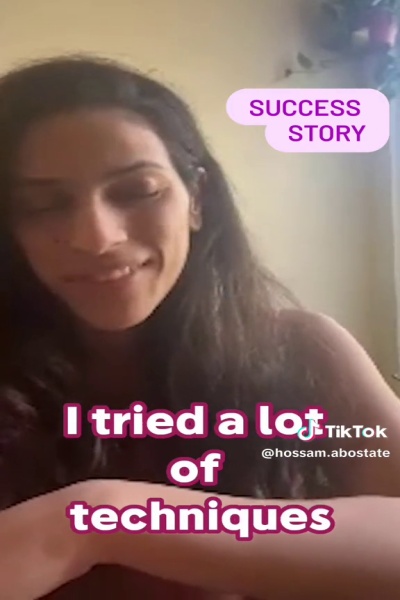 SUCCESS
STORY
I tried a lot
TikTok
of
@hossam.abostate
techniques